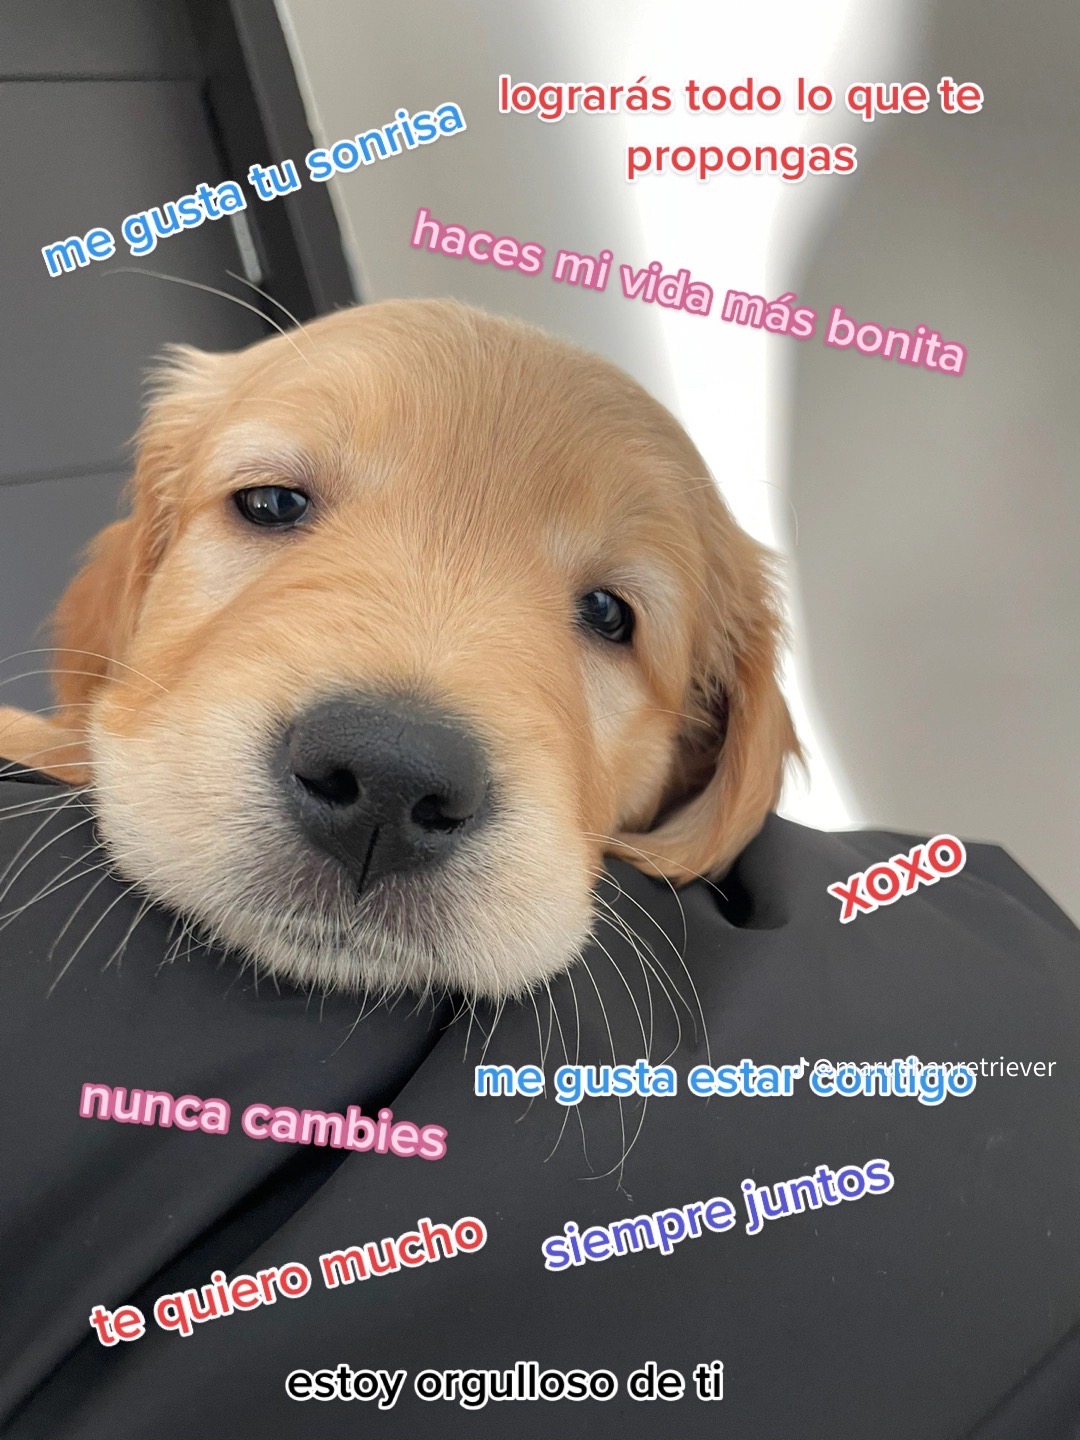 me gusta tu sonrisa
lograrás todo lo que te
propongas
haces mi vida más bonita
xoxo
me gusta estar contigo
nunca cambies
siempre juntos
te quiero mucho
estoy orgulloso de ti